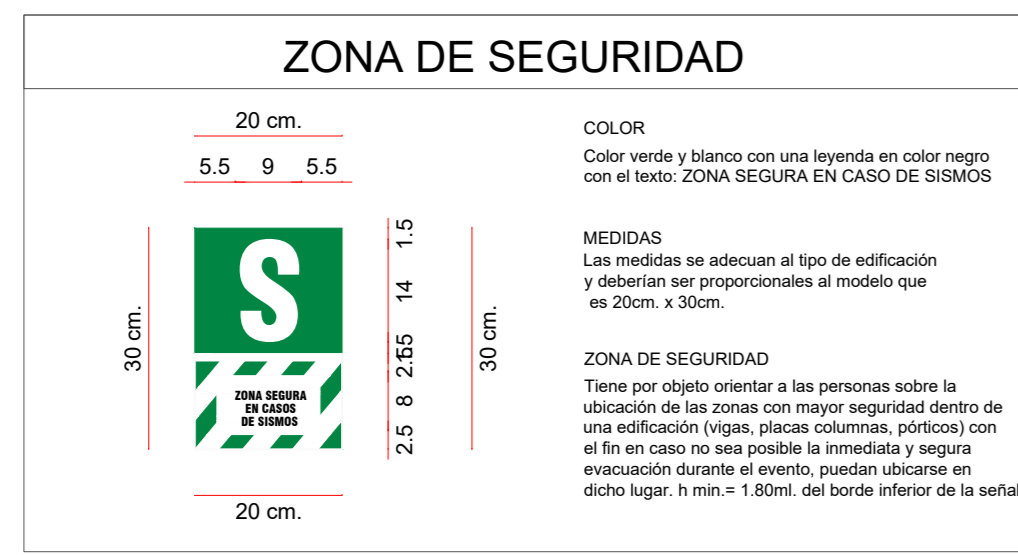 ZONA DE SEGURIDAD
20 cm.
5.5 9 5.5
30 cm.
S
ZONA SEGURA
EN CASOS
DE SISMOS
1.5
14
8
2.5
30 cm.
20 cm.
COLOR
Color verde y blanco con una leyenda en color negro
con el texto: ZONA SEGURA EN CASO DE SISMOS
MEDIDAS
Las medidas se adecuan al tipo de edificación
y deberían ser proporcionales al modelo que
es 20cm. x 30cm.
ZONA DE SEGURIDAD
Tiene por objeto orientar a las personas sobre la
ubicación de las zonas con mayor seguridad dentro de
una edificación (vigas, placas columnas, pórticos) con
el fin en caso no sea posible la inmediata y segura
evacuación durante el evento, puedan ubicarse en
dicho lugar. h min.= 1.80ml. del borde inferior de la señal